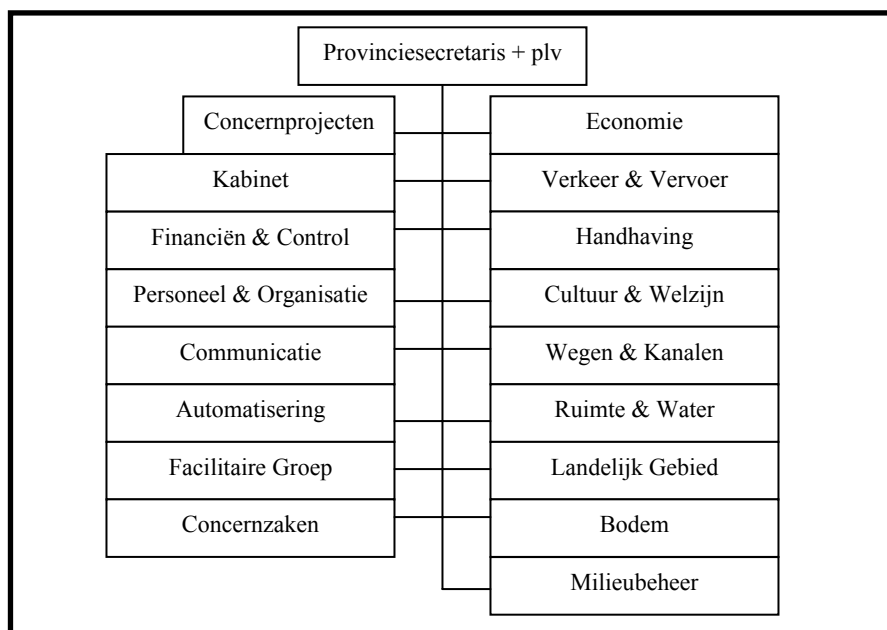 Provinciesecretaris + plv
Concernprojecten
Economie
Kabinet
Verkeer & Vervoer
Financiën & Control
Handhaving
Personeel & Organisatie
Cultuur & Welzijn
Communicatie
Wegen & Kanalen
Automatisering
Ruimte & Water
Facilitaire Groep
Landelijk Gebied
Concernzaken
Bodem
Milieubeheer